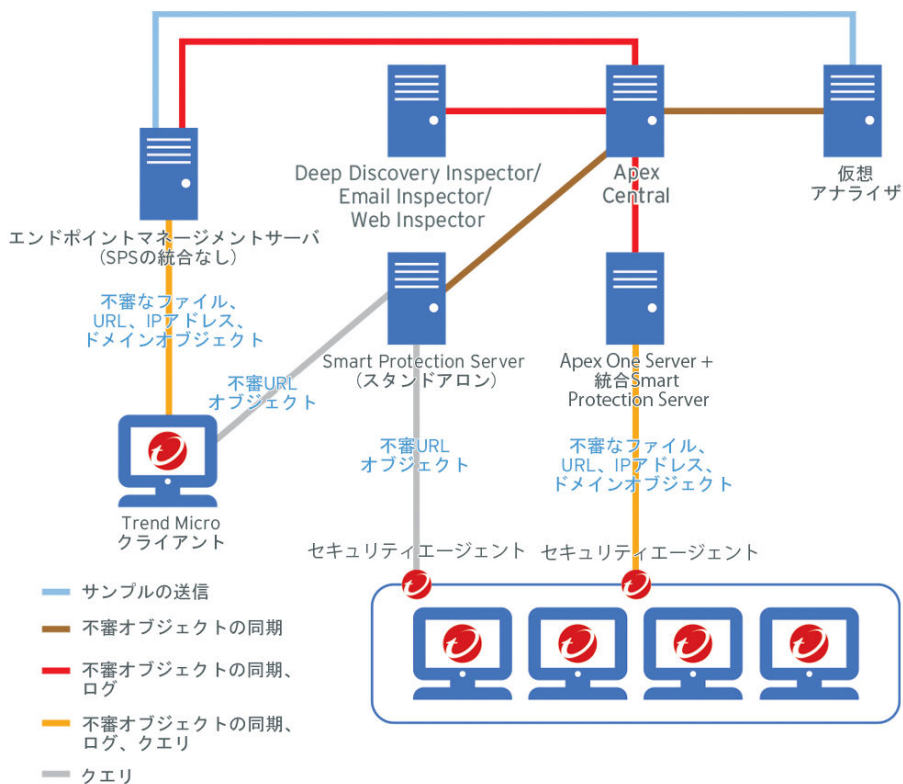 Deep Discovery Inspector/
Email Inspector/
Web Inspector
Apex
Central
仮想
アナライザ
エンドポイントマネージメントサーバ
(SPSの統合なし)
不審なファイル、
URL、IPアドレス、
ドメインオブジェクト
不審URL
オブジェクト
Smart Protection Server
(スタンドアロン)
Apex One Server +
統合Smart
Protection Server
不審URL
オブジェクト
不審なファイル、
URL、IPアドレス、
ドメインオブジェクト
Trend Micro
クライアント
セキュリティエージェント
セキュリティエージェント
サンプルの送信
不審オブジェクトの同期
不審オブジェクトの同期、
ログ
不審オブジェクトの同期、
ログ、クエリ
クエリ